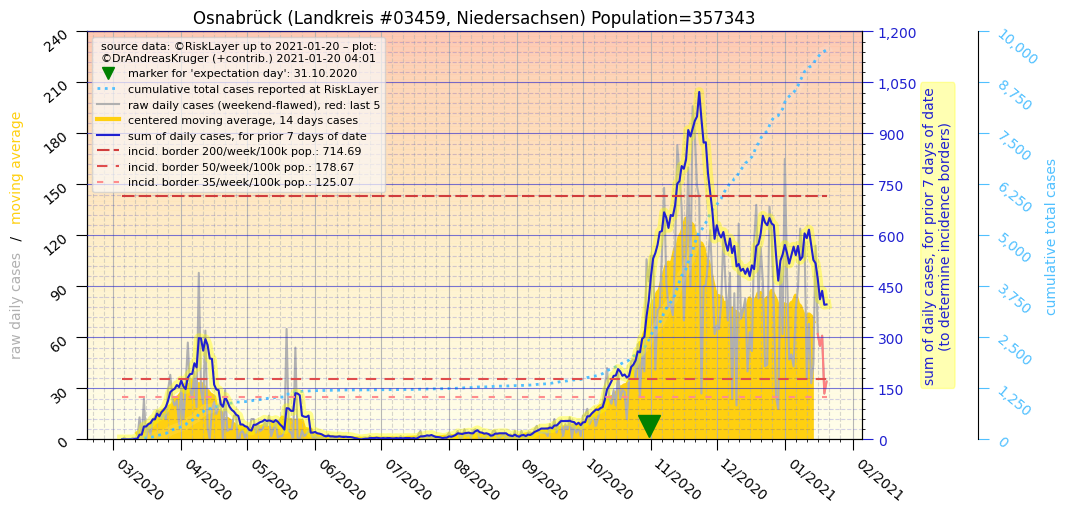 Osnabrück (Landkreis #03459, Niedersachsen) Population=357343
source data: ©RiskLayer up to 2021-01-20 – plot:
©DrAndreasKruger (+contrib.) 2021-01-20 04:01
marker for 'expectation day': 31.10.2020
cumulative total cases reported at RiskLayer
raw daily cases (weekend-flawed), red: last 5
centered moving average, 14 days cases
sum of daily cases, for prior 7 days of date
incid. border 200/week/100k pop.: 714.69
incid. border 50/week/100k pop.: 178.67
incid. border 35/week/100k pop.: 125.07
raw daily cases / moving average
240
210
180
150
120
90
60
30
0
03/2020
04/2020
05/2020
06/2020
07/2020
08/2020
09/2020
10/2020
11/2020
12/2020
01/2021
02/2021
1,200
1,050
900
750
600
450
300
150
0
sum of daily cases, for prior 7 days of date
(to determine incidence borders)
10,000
8,750
7,500
6,250
5,000
3,750
2,500
1,250
0
cumulative total cases